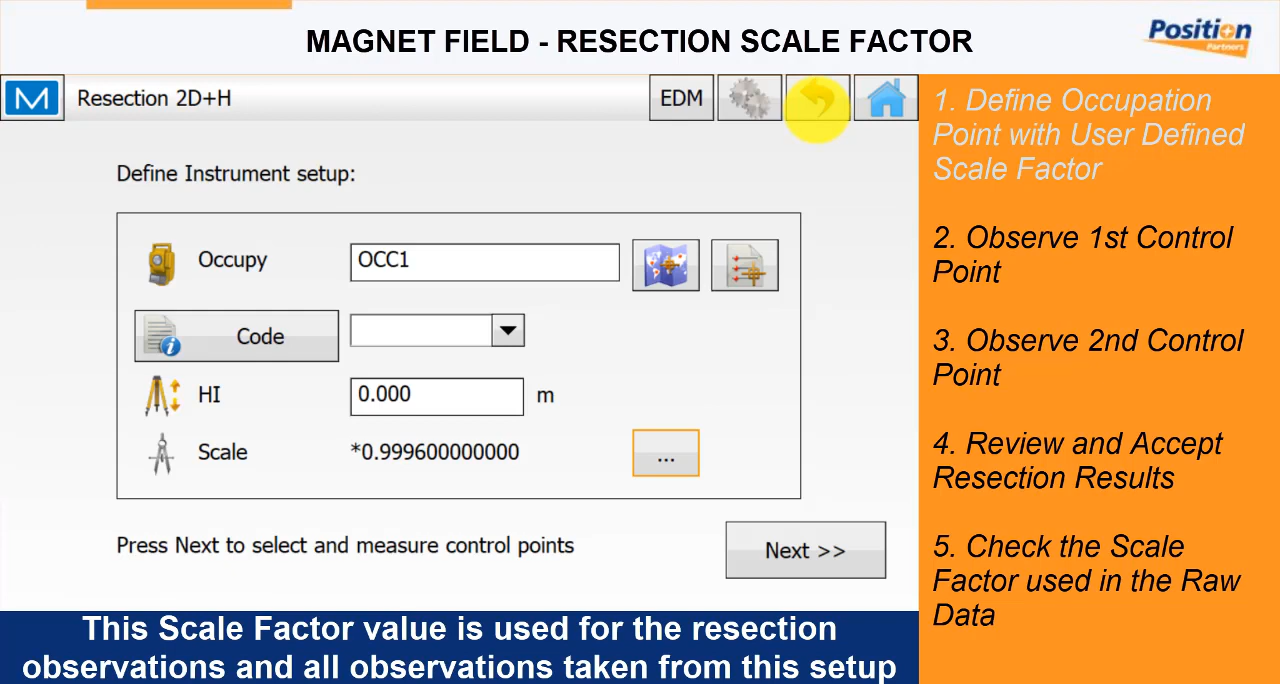 MAGNET FIELD - RESECTION SCALE FACTOR
Position
Partners
Resection 2D+H
EDM
Define Instrument setup:
Occupy
OCC1
Code
HI
0.000
m
Scale
*0.999600000000
...
Press Next to select and measure control points
Next >>
This Scale Factor value is used for the resection
observations and all observations taken from this setup
1. Define Occupation
Point with User Defined
Scale Factor
2. Observe 1st Control
Point
3. Observe 2nd Control
Point
4. Review and Accept
Resection Results
5. Check the Scale
Factor used in the Raw
Data